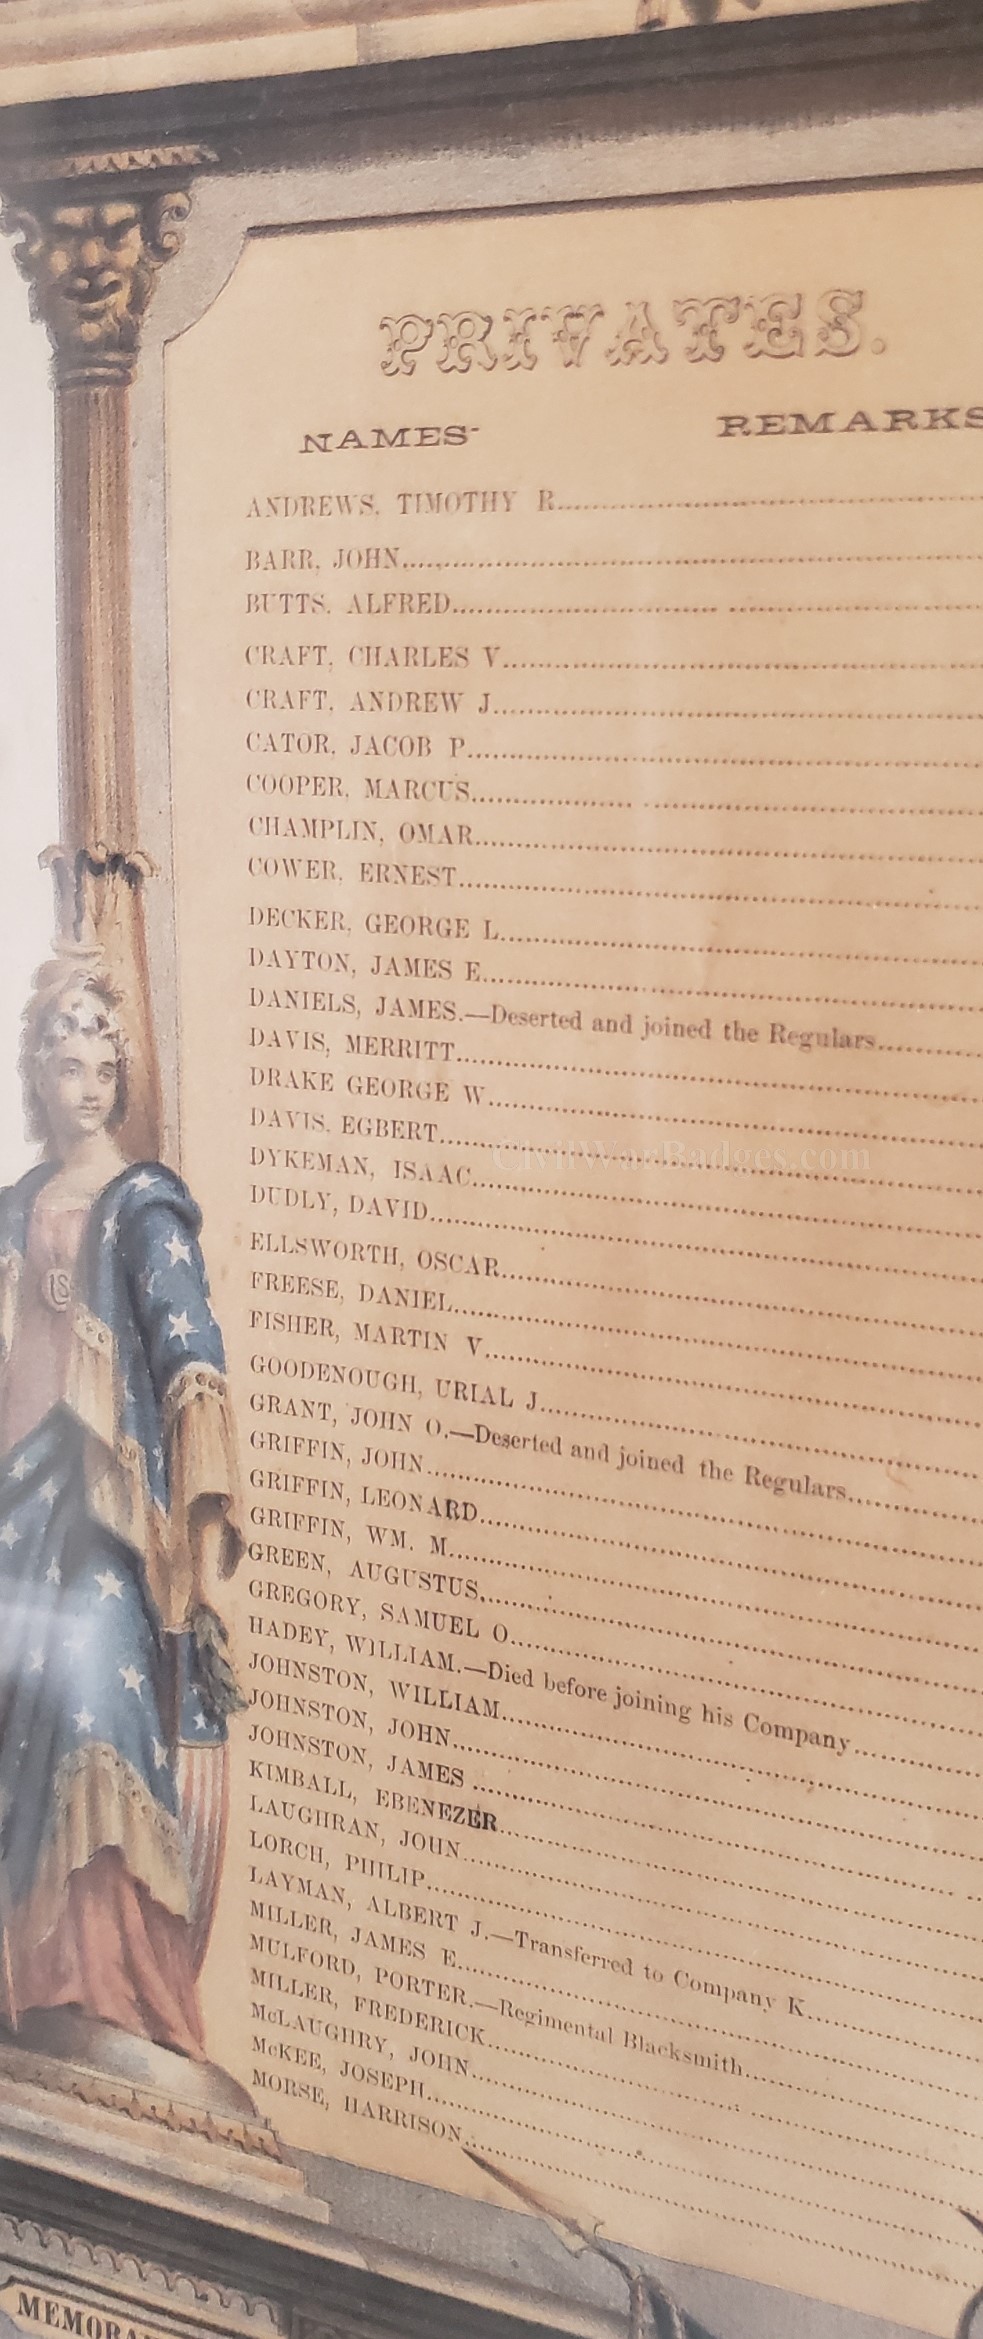 PRIVATES.
NAMES- REMARKS
ANDREWS, TIMOTHY R.
BARR, JOHN
BUTTS, ALFRED
CRAFT, CHARLES V.
CRAFT, ANDREW J.
CATOR, JACOB P.
COOPER, MARCUS
CHAMPLIN, OMAR
COWER, ERNEST
DECKER, GEORGE L.
DAYTON, JAMES E.
DANIELS, JAMES.—Deserted and joined the Regulars
DAVIS, MERRITT
DRAKE GEORGE W.
DAVIS, EGBERT
CivilWarBadges.com
DYKEMAN, ISAAC
DUDLY, DAVID
ELLSWORTH, OSCAR
FREESE, DANIEL
FISHER, MARTIN V.
GOODENOUGH, URIAL J.
GRANT, JOHN O.—Deserted and joined the Regulars
GRIFFIN, JOHN
GRIFFIN, LEONARD
GRIFFIN, WM. M.
GREEN, AUGUSTUS
GREGORY, SAMUEL O.
HADEY, WILLIAM.—Died before joining his Company
JOHNSTON, WILLIAM
JOHNSTON, JOHN
JOHNSTON, JAMES
KIMBALL, EBENEZER
LAUGHRAN, JOHN
LORCH, PHILIP
LAYMAN, ALBERT J.—Transferred to Company K
MILLER, JAMES E.
MULFORD, PORTER.—Regimental Blacksmith
MILLER, FREDERICK
McLAUGHRY, JOHN
McKEE, JOSEPH
MORSE, HARRISON
US